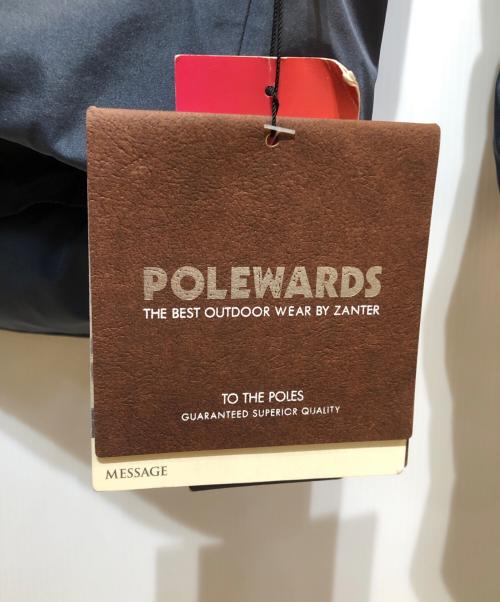 POLEWARDS
THE BEST OUTDOOR WEAR BY ZANTER
TO THE POLES
GUARANTEED SUPERIOR QUALITY
MESSAGE